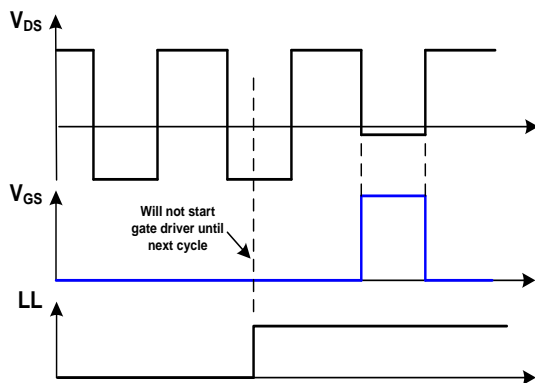 VDS
VGS
Will not start
gate driver until
next cycle
LL